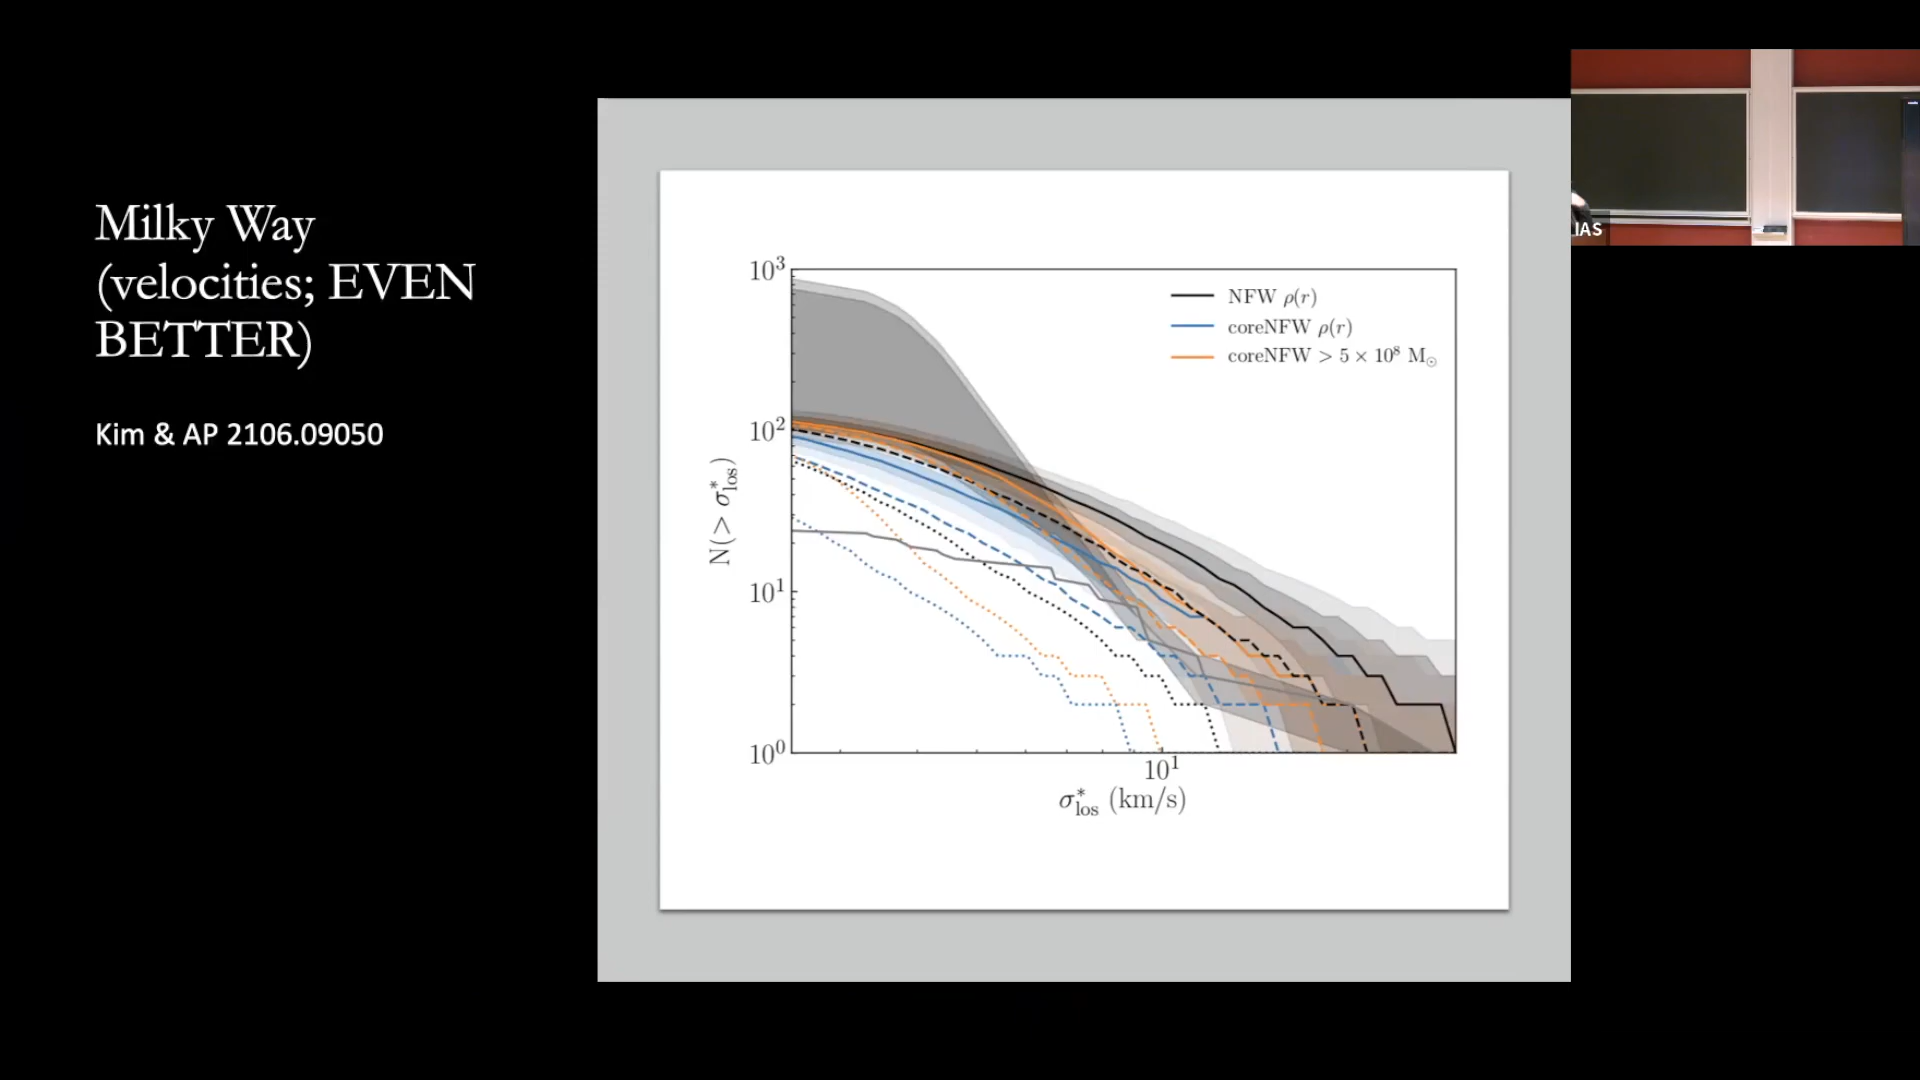 Milky Way
(velocities; EVEN
BETTER)
Kim & AP 2106.09050
10³
10²
10¹
10⁰
N(> σ*los)
NFW ρ(r)
coreNFW ρ(r)
coreNFW > 5 × 10⁸ M☉
10¹
σ*los (km/s)
IAS